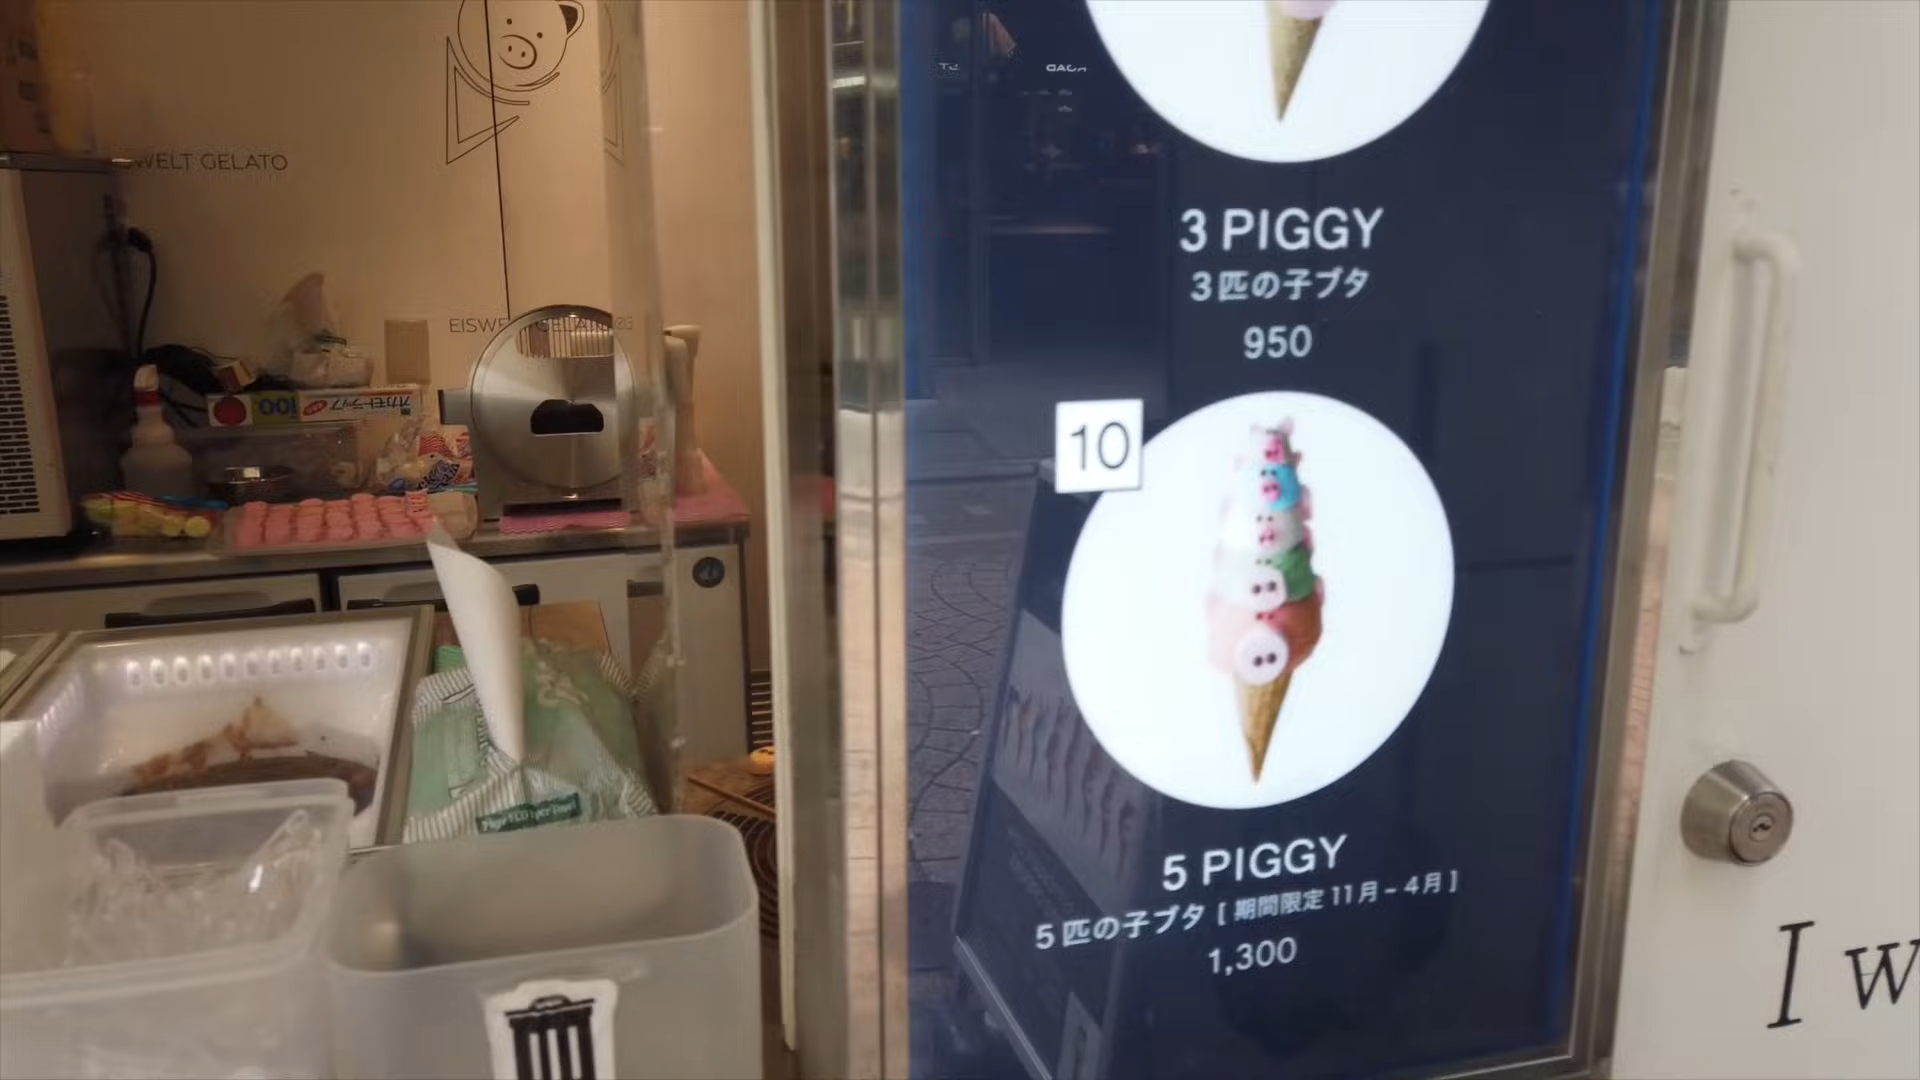 WELT GELATO
3 PIGGY
3匹の子ブタ
950
10
5 PIGGY
5匹の子ブタ [期間限定11月-4月]
1,300
I w